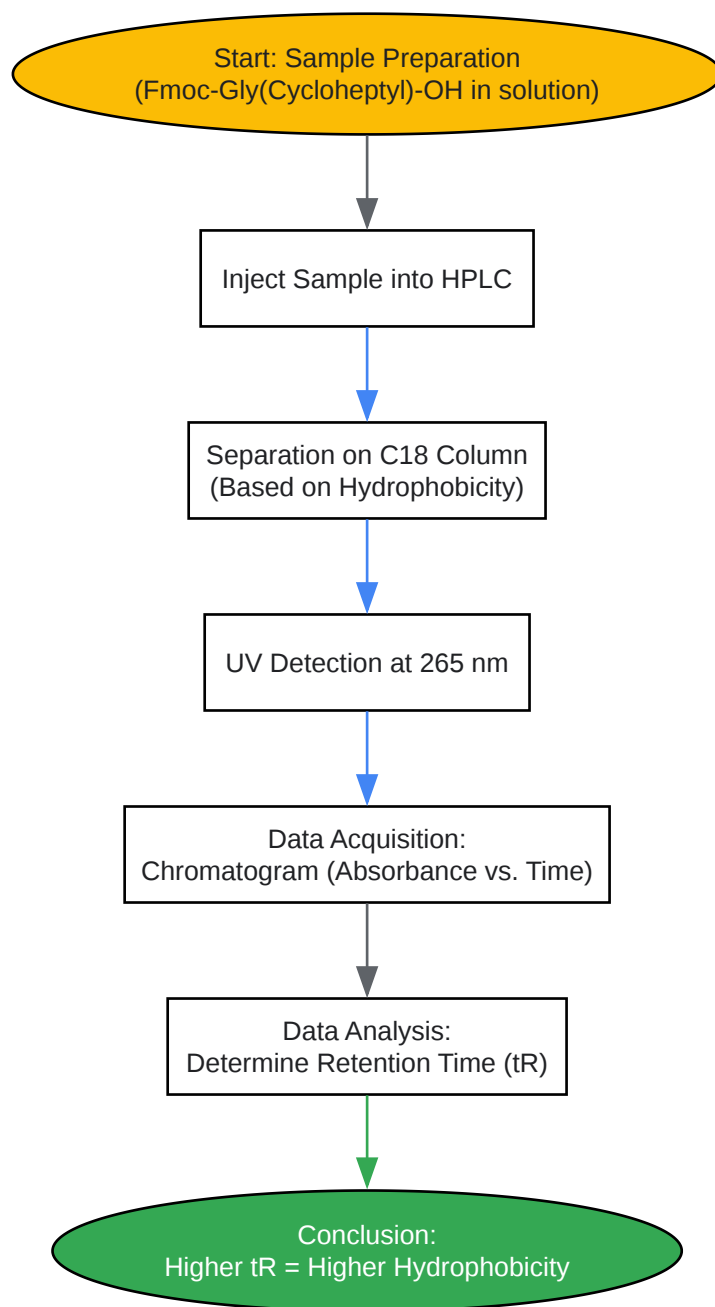 Start: Sample Preparation
(Fmoc-Gly(Cycloheptyl)-OH in solution)
Inject Sample into HPLC
Separation on C18 Column
(Based on Hydrophobicity)
UV Detection at 265 nm
Data Acquisition:
Chromatogram (Absorbance vs. Time)
Data Analysis:
Determine Retention Time (tR)
Conclusion:
Higher tR = Higher Hydrophobicity